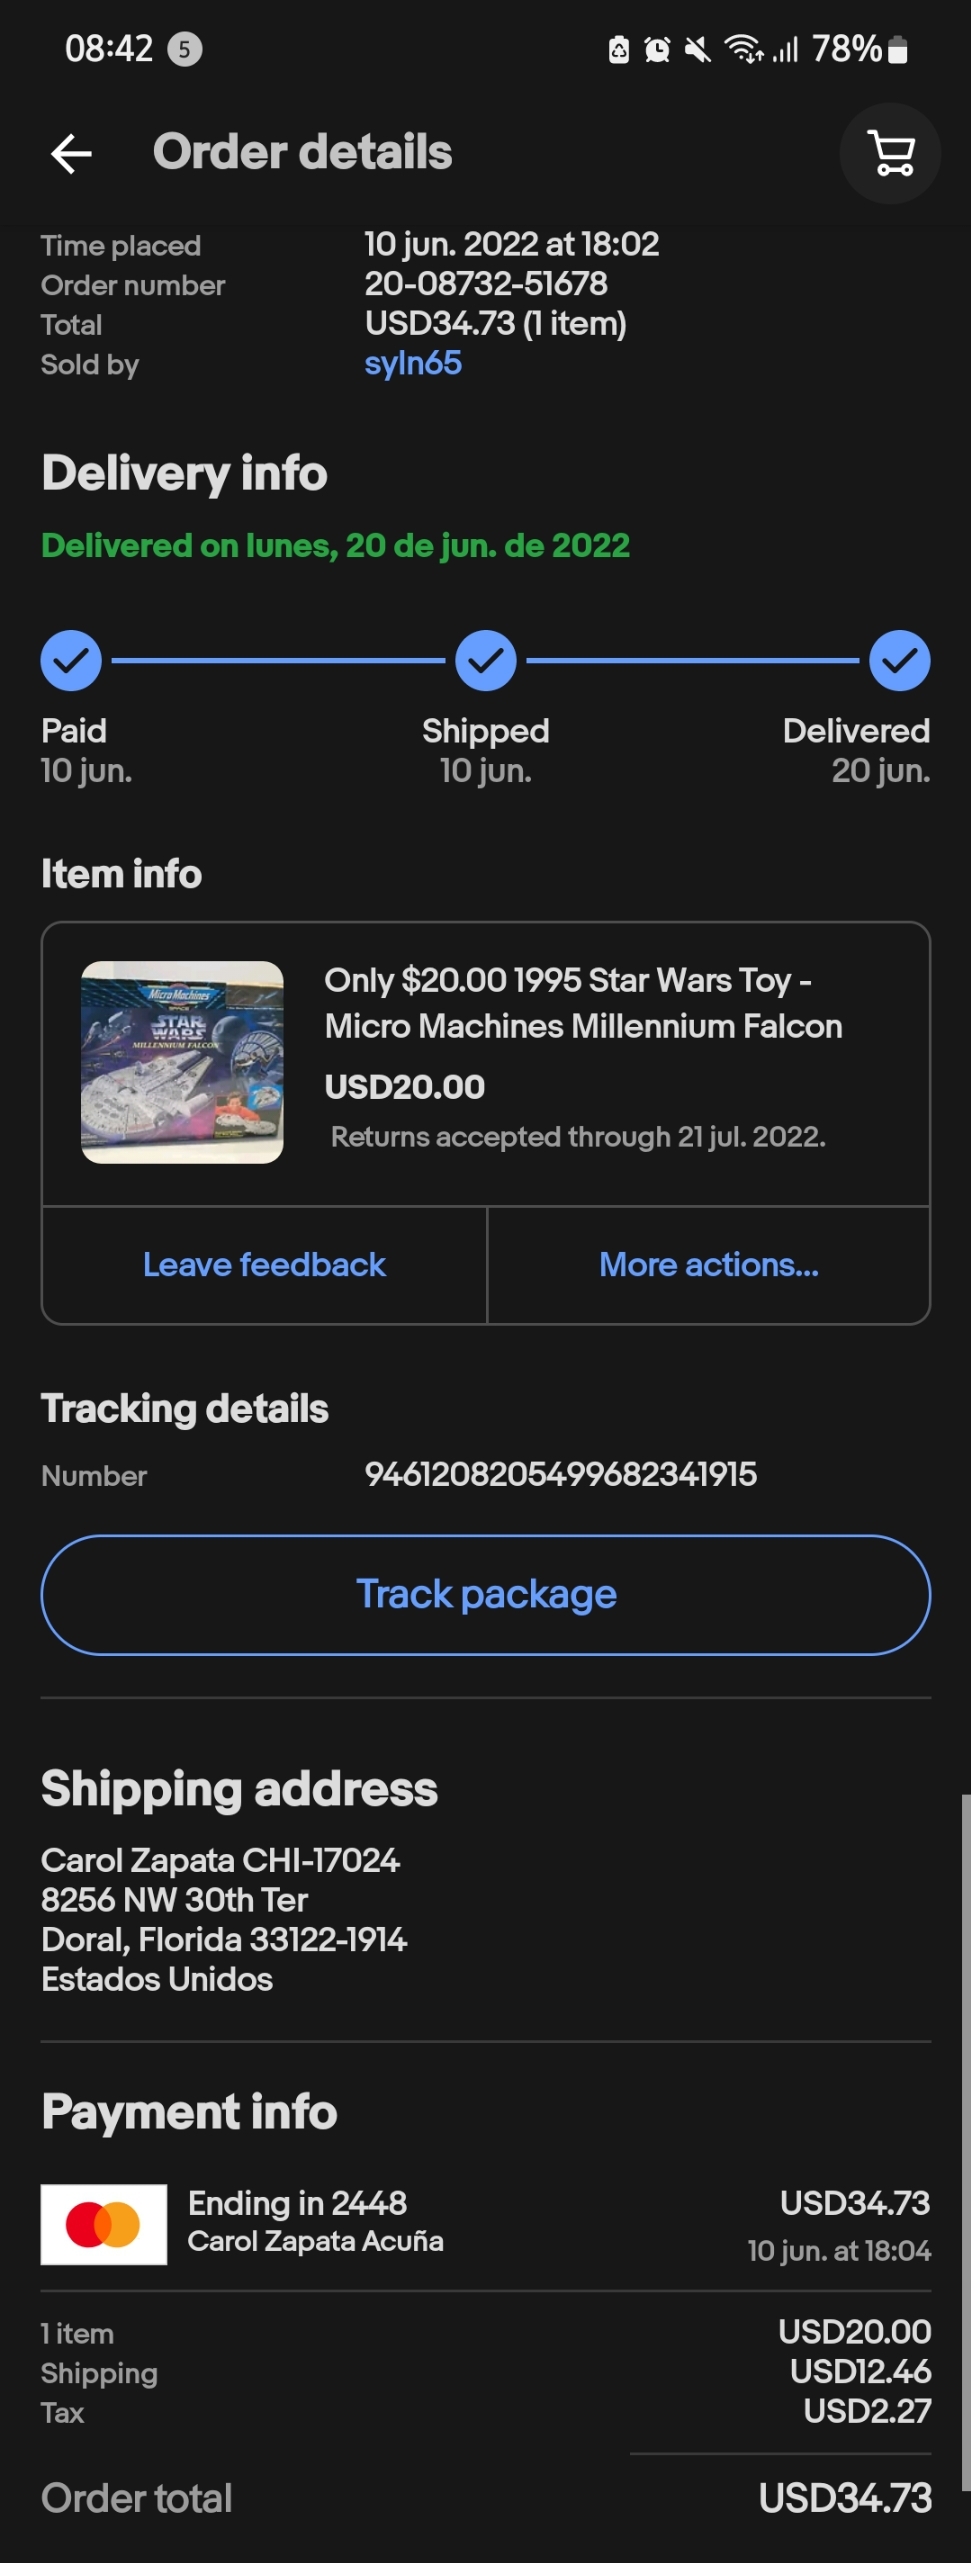 08:42 5 78%
Order details
Time placed 10 jun. 2022 at 18:02
Order number 20-08732-51678
Total USD34.73 (1 item)
Sold by syln65
Delivery info
Delivered on lunes, 20 de jun. de 2022
Paid Shipped Delivered
10 jun. 10 jun. 20 jun.
Item info
Micro Machines
SPACE
STAR
WARS
MILLENNIUM FALCON
Only $20.00 1995 Star Wars Toy -
Micro Machines Millennium Falcon
USD20.00
Returns accepted through 21 jul. 2022.
Leave feedback More actions...
Tracking details
Number 9461208205499682341915
Track package
Shipping address
Carol Zapata CHI-17024
8256 NW 30th Ter
Doral, Florida 33122-1914
Estados Unidos
Payment info
Ending in 2448 USD34.73
Carol Zapata Acuña 10 jun. at 18:04
1 item USD20.00
Shipping USD12.46
Tax USD2.27
Order total USD34.73